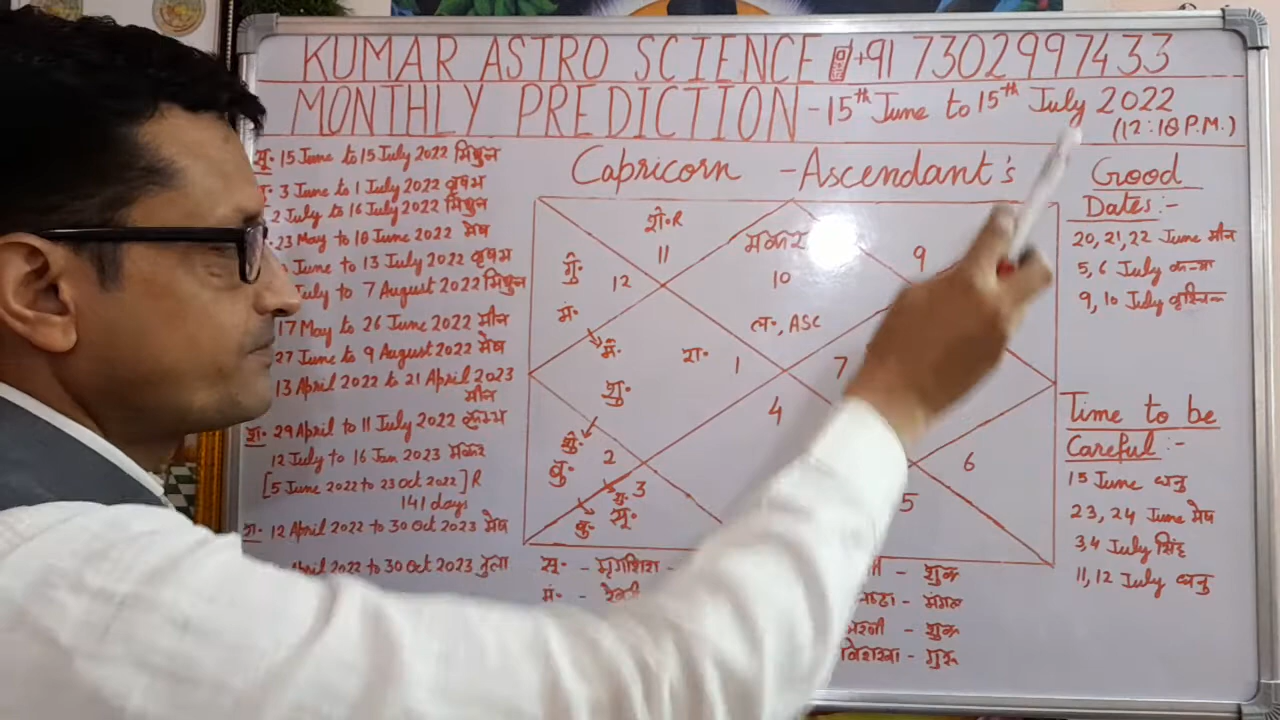 KUMAR ASTRO SCIENCE +91 7302997433
MONTHLY PREDICTION - 15th June to 15th July 2022
(12:18 P.M.)
सू॰ 15 June to 15 July 2022 मिथुन
3 June to 1 July 2022 वृषभ
2 July to 16 July 2022 मिथुन
23 May to 18 June 2022 मेष
June to 13 July 2022 वृषभ
July to 7 August 2022 मिथुन
17 May to 26 June 2022 मीन
27 June to 9 August 2022 मेष
13 April 2022 to 21 April 2023
मीन
श॰ 29 April to 11 July 2022 कुम्भ
12 July to 16 Jan 2023 मकर
[5 June 2022 to 23 Oct 2022] R
141 days
रा॰ 12 April 2022 to 30 Oct 2023 मेष
April 2022 to 30 Oct 2023 तुला
Capricorn - Ascendant's
श॰R
11
मकर
10
ल॰, ASC
9
गु॰
12
मं॰
मं॰
रा॰
1
7
4
शु॰
शु॰
बु॰
2
3
शु॰
सू॰
बु॰
5
6
सू॰ - मृगशिरा -
मं॰ - रेवती
- शुक्र
- मंगल
भरणी - शुक्र
विशाखा - गुरू
Good
Dates:-
20, 21, 22 June मीन
5, 6 July कन्या
9, 10 July वृश्चिक
Time to be
Careful:-
15 June धनु
23, 24 June मेष
3,4 July सिंह
11, 12 July धनु